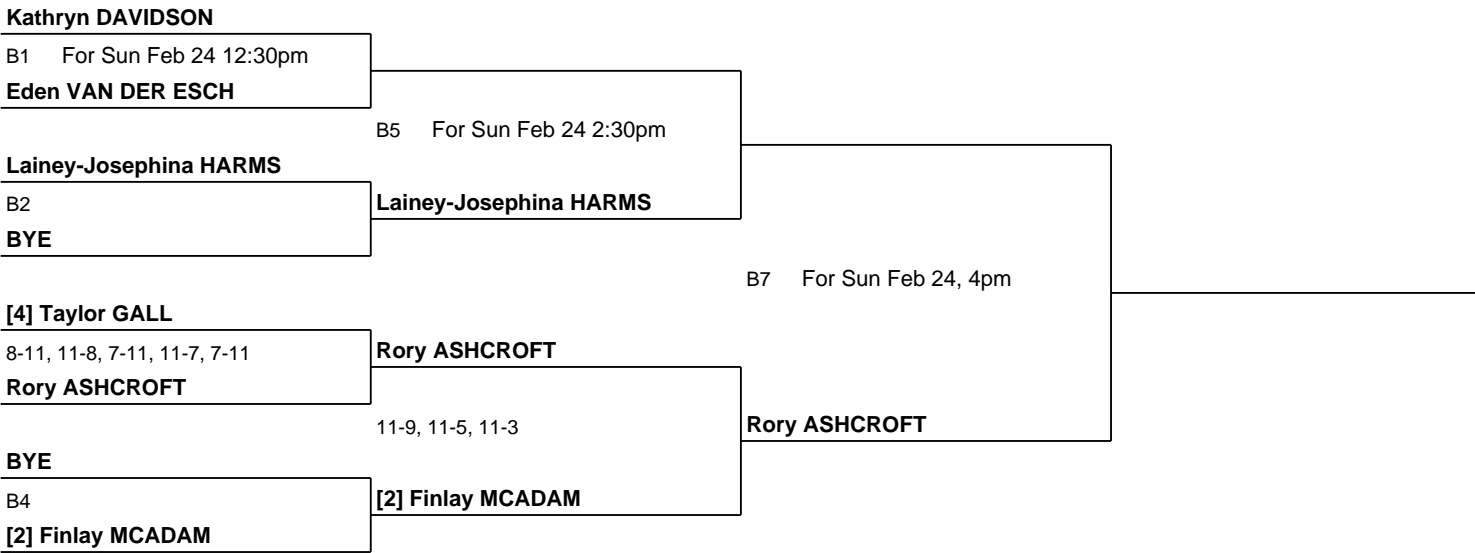 Kathryn DAVIDSON
B1 For Sun Feb 24 12:30pm
Eden VAN DER ESCH
B5 For Sun Feb 24 2:30pm
Lainey-Josephina HARMS
B2
Lainey-Josephina HARMS
BYE
B7 For Sun Feb 24, 4pm
[4] Taylor GALL
8-11, 11-8, 7-11, 11-7, 7-11
Rory ASHCROFT
Rory ASHCROFT
11-9, 11-5, 11-3
Rory ASHCROFT
BYE
B4
[2] Finlay MCADAM
[2] Finlay MCADAM